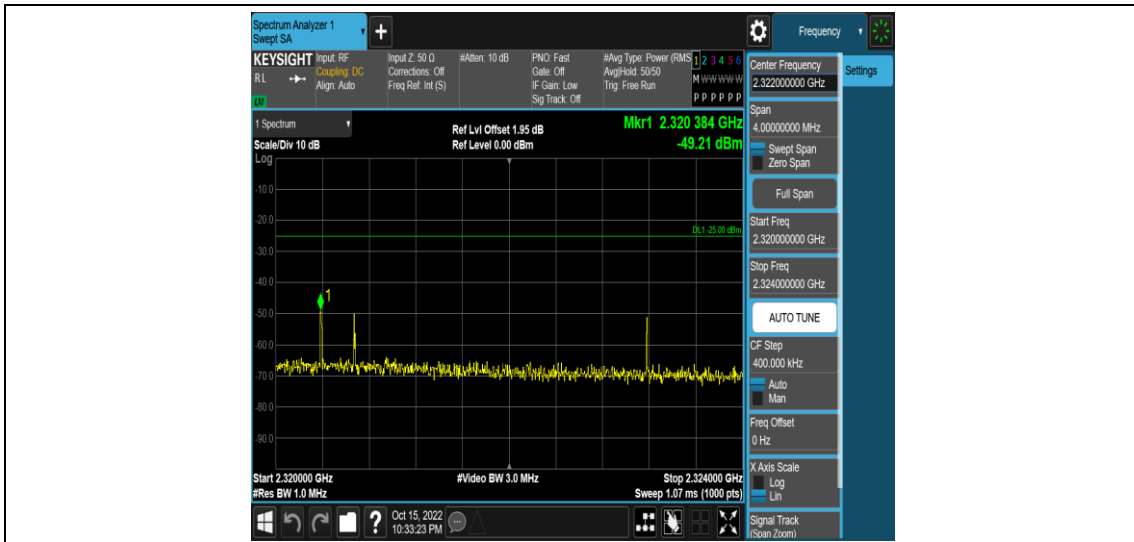 Spectrum Analyzer 1
Swept SA
+
Frequency
KEYSIGHT
RL
LXI
Input: RF
Coupling: DC
Align: Auto
Input Z: 50 Ω
Corrections: Off
Freq Ref: Int (S)
#Atten: 10 dB
PNO: Fast
Gate: Off
IF Gain: Low
Sig Track: Off
#Avg Type: Power (RMS
Avg|Hold: 50/50
Trig: Free Run
1 2 3 4 5 6
M W W W W W
P P P P P P
Center Frequency
2.322000000 GHz
Settings
Span
4.00000000 MHz
Swept Span
Zero Span
Full Span
Start Freq
2.320000000 GHz
Stop Freq
2.324000000 GHz
AUTO TUNE
CF Step
400.000 kHz
Auto
Man
Freq Offset
0 Hz
X Axis Scale
Log
Lin
Signal Track
(Span Zoom)
1 Spectrum
Scale/Div 10 dB
Ref Lvl Offset 1.95 dB
Ref Level 0.00 dBm
Mkr1 2.320 384 GHz
-49.21 dBm
Log
-10.0
-20.0
DL1 -25.00 dBm
-30.0
-40.0
1
-50.0
-60.0
-70.0
-80.0
-90.0
Start 2.320000 GHz
#Res BW 1.0 MHz
#Video BW 3.0 MHz
Stop 2.324000 GHz
Sweep 1.07 ms (1000 pts)
?
Oct 15, 2022
10:33:23 PM